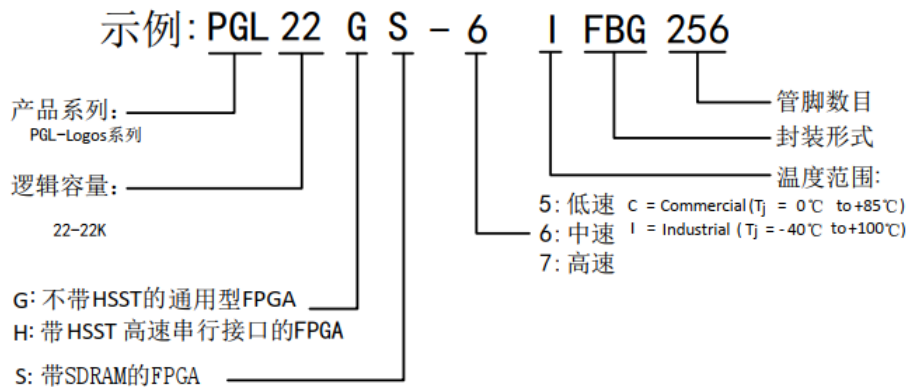 示例: PGL 22 G S - 6 I FBG 256
产品系列:
PGL-Logos系列
逻辑容量:
22-22K
G: 不带HSST的通用型FPGA
H: 带HSST 高速串行接口的FPGA
S: 带SDRAM的FPGA
管脚数目
封装形式
温度范围:
C = Commercial(Tj = 0℃ to+85℃)
I = Industrial (Tj = -40℃ to+100℃)
5: 低速
6: 中速
7: 高速